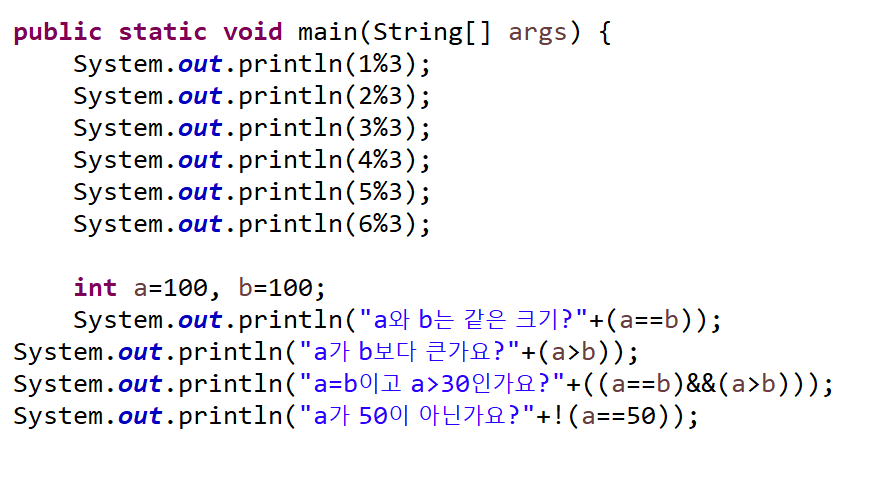 public static void main(String[] args) {
System.out.println(1%3);
System.out.println(2%3);
System.out.println(3%3);
System.out.println(4%3);
System.out.println(5%3);
System.out.println(6%3);
int a=100, b=100;
System.out.println("a와 b는 같은 크기?"+(a==b));
System.out.println("a가 b보다 큰가요?"+(a>b));
System.out.println("a=b이고 a>30인가요?"+((a==b)&&(a>b)));
System.out.println("a가 50이 아닌가요?"+!(a==50));